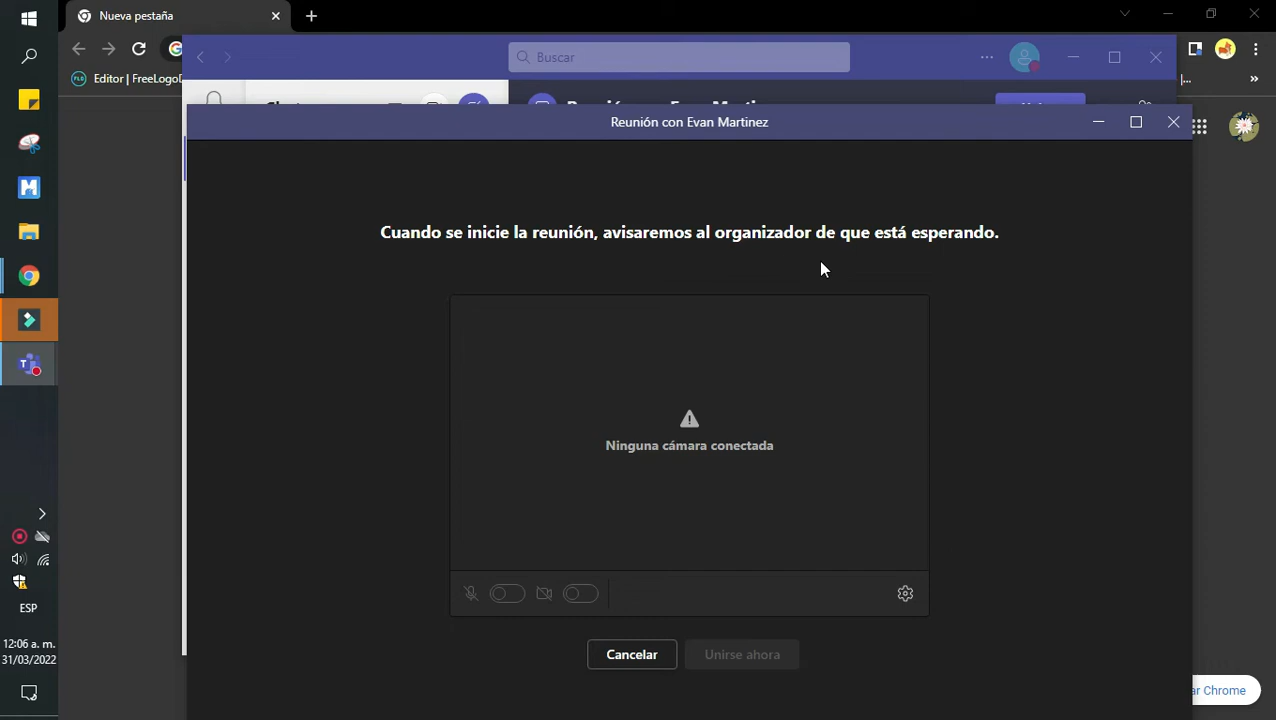 Nueva pestaña
Editor | FreeLogoD
Buscar
Reunión con Evan Martinez
Cuando se inicie la reunión, avisaremos al organizador de que está esperando.
Ninguna cámara conectada
Cancelar
Unirse ahora
ESP
12:06 a. m.
31/03/2022
ar Chrome